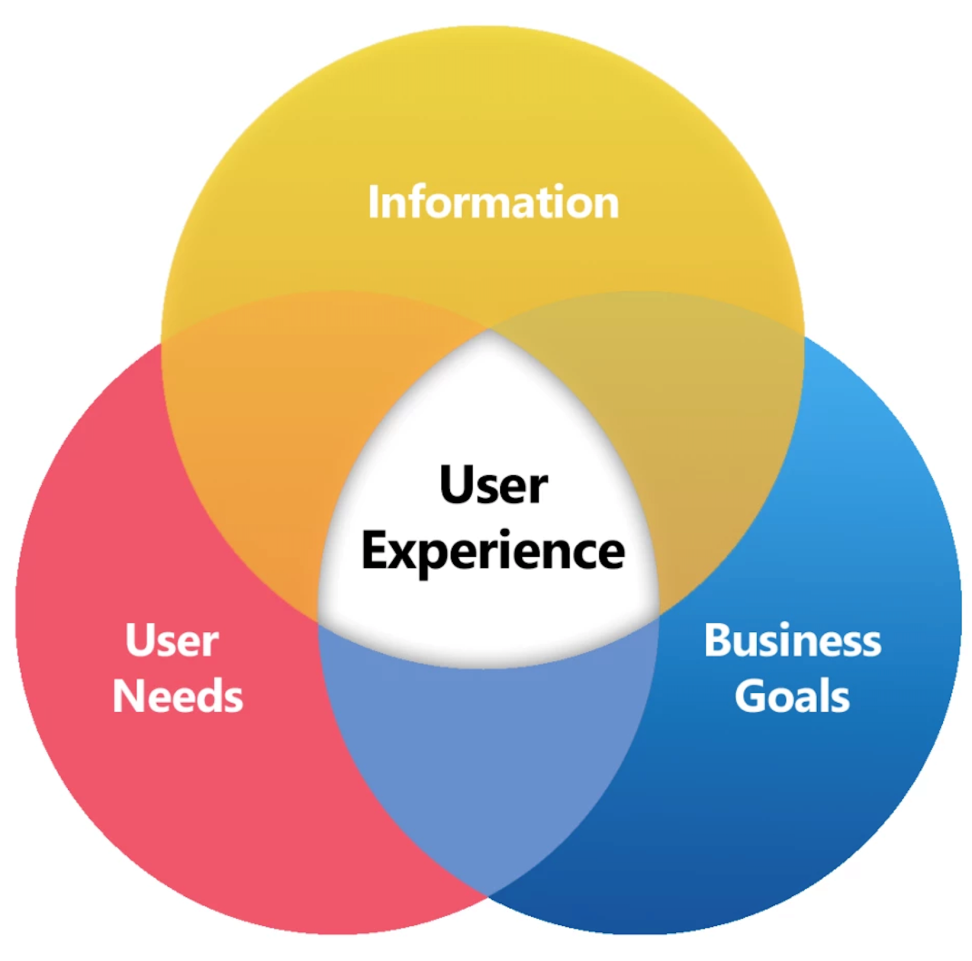 Information
User
Experience
User
Needs
Business
Goals